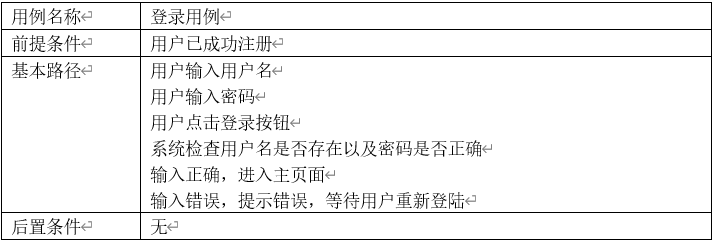 用例名称 登录用例
前提条件 用户已成功注册
基本路径 用户输入用户名
用户输入密码
用户点击登录按钮
系统检查用户名是否存在以及密码是否正确
输入正确，进入主页面
输入错误，提示错误，等待用户重新登陆
后置条件 无